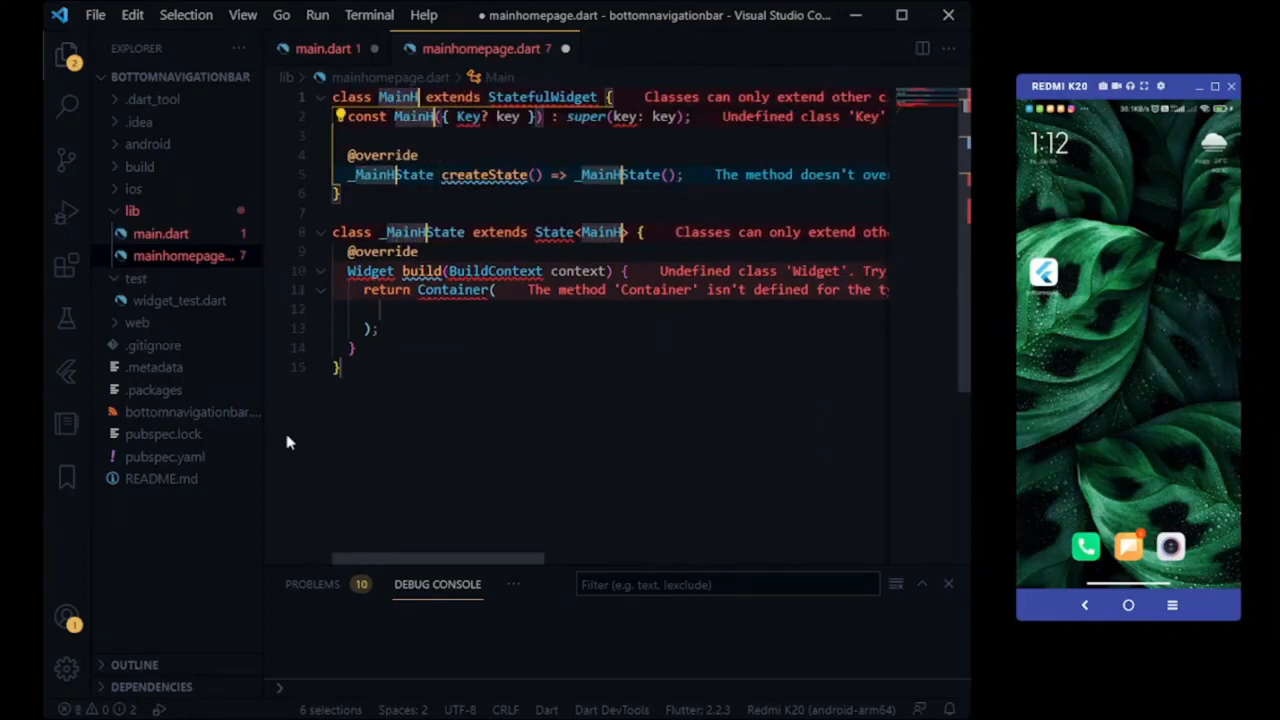 File Edit Selection View Go Run Terminal Help ● mainhomepage.dart - bottomnavigationbar - Visual Studio Co...
EXPLORER
main.dart 1
mainhomepage.dart 7
BOTTOMNAVIGATIONBAR
.dart_tool
.idea
android
build
ios
lib
main.dart 1
mainhomepage... 7
test
widget_test.dart
web
.gitignore
.metadata
.packages
bottomnavigationbar....
pubspec.lock
pubspec.yaml
README.md
OUTLINE
DEPENDENCIES
lib > mainhomepage.dart > Main
1 class MainH extends StatefulWidget { Classes can only extend other c
2 const MainH({ Key? key }) : super(key: key); Undefined class 'Key'
3
4 @override
5 _MainHState createState() => _MainHState(); The method doesn't over
6 }
7
8 class _MainHState extends State<MainH> { Classes can only extend oth
9 @override
10 Widget build(BuildContext context) { Undefined class 'Widget'. Try
11 return Container( The method 'Container' isn't defined for the ty
12
13 );
14 }
15 }
PROBLEMS 10 DEBUG CONSOLE ... Filter (e.g. text, !exclude)
8 0 2 6 selections Spaces: 2 UTF-8 CRLF Dart Dart DevTools Flutter: 2.2.3 Redmi K20 (android-arm64)
REDMI K20
1:12